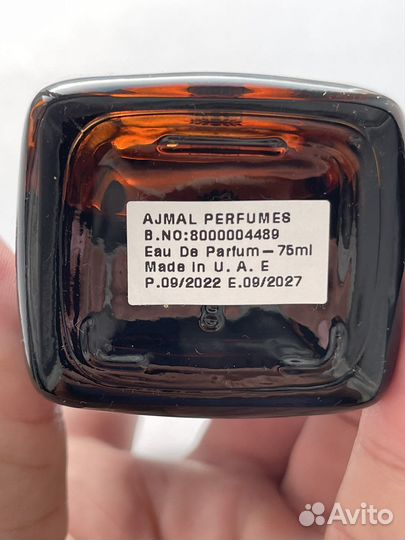 AJMAL PERFUMES
B.NO:8000004489
Eau De Parfum – 75ml
Made in U. A. E
P.09/2022 E.09/2027
Avito